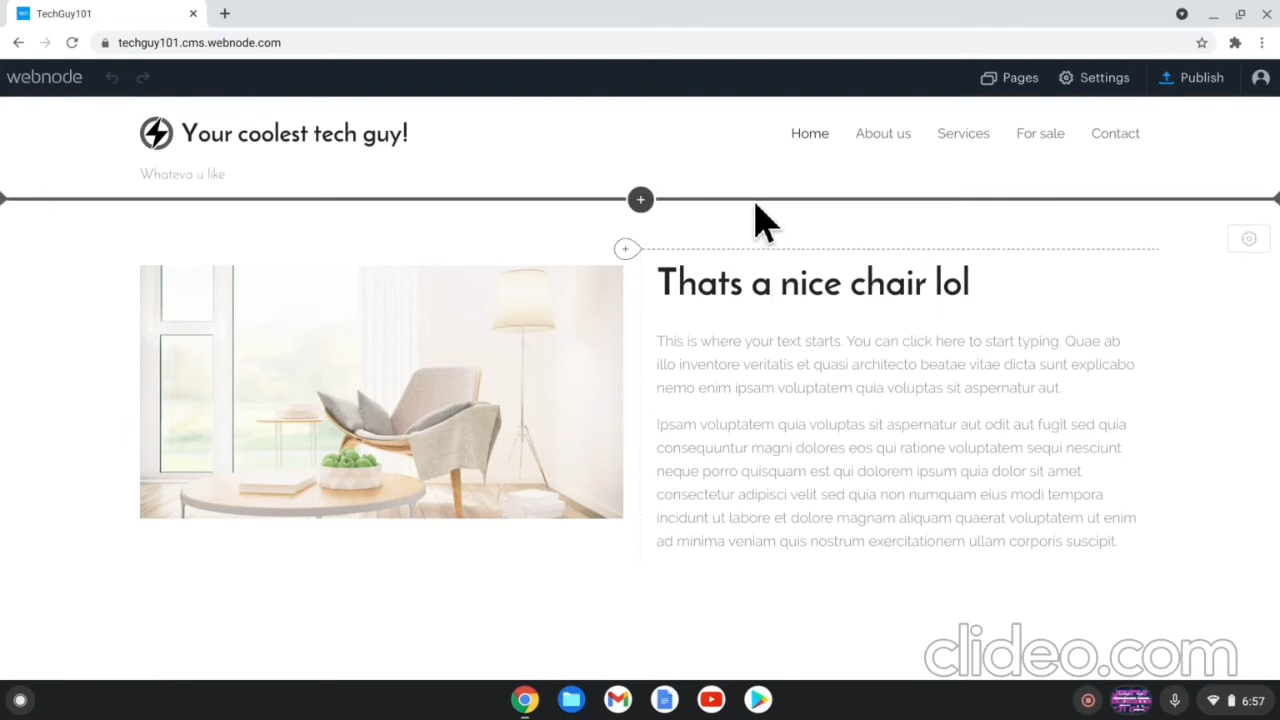 TechGuy101
techguy101.cms.webnode.com
webnode
Pages
Settings
Publish
Your coolest tech guy!
Home
About us
Services
For sale
Contact
Whateva u like
Thats a nice chair lol
This is where your text starts. You can click here to start typing. Quae ab
illo inventore veritatis et quasi architecto beatae vitae dicta sunt explicabo
nemo enim ipsam voluptatem quia voluptas sit aspernatur aut.
Ipsam voluptatem quia voluptas sit aspernatur aut odit aut fugit sed quia
consequuntur magni dolores eos qui ratione voluptatem sequi nesciunt
neque porro quisquam est qui dolorem ipsum quia dolor sit amet
consectetur adipisci velit sed quia non numquam eius modi tempora
incidunt ut labore et dolore magnam aliquam quaerat voluptatem ut enim
ad minima veniam quis nostrum exercitationem ullam corporis suscipit.
clideo.com
6:57